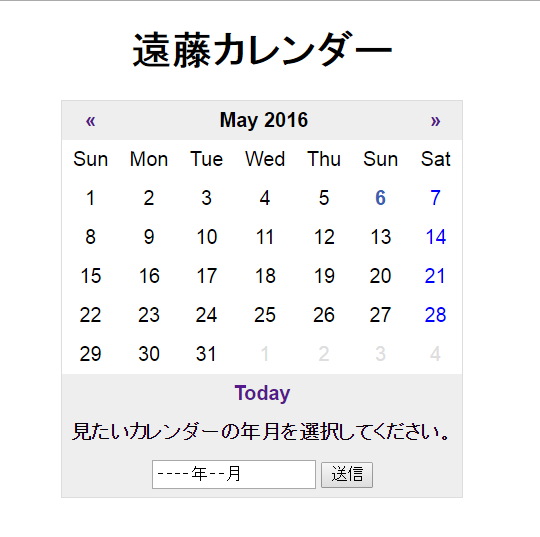 遠藤カレンダー
« May 2016 »
Sun Mon Tue Wed Thu Sun Sat
1 2 3 4 5 6 7
8 9 10 11 12 13 14
15 16 17 18 19 20 21
22 23 24 25 26 27 28
29 30 31 1 2 3 4
Today
見たいカレンダーの年月を選択してください。
----年--月 送信